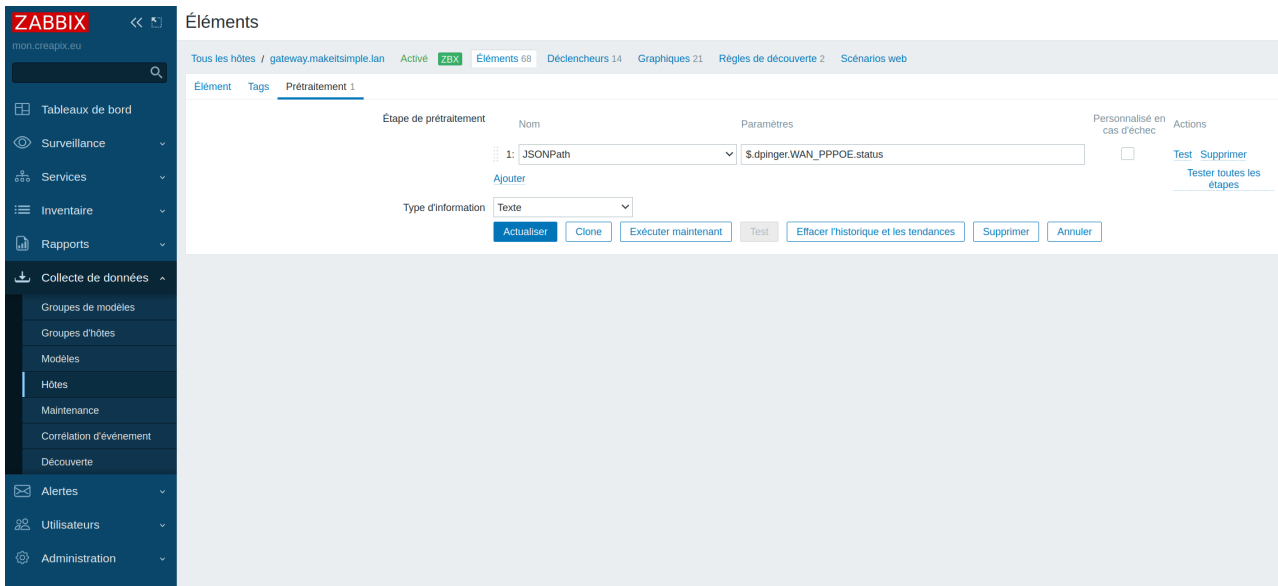 ZABBIX
mon.creapix.eu
Tableaux de bord
Surveillance
Services
Inventaire
Rapports
Collecte de données
Groupes de modèles
Groupes d'hôtes
Modèles
Hôtes
Maintenance
Corrélation d'événement
Découverte
Alertes
Utilisateurs
Administration
Éléments
Tous les hôtes / gateway.makeitsimple.lan Activé ZBX Éléments 68 Déclencheurs 14 Graphiques 21 Règles de découverte 2 Scénarios web
Élément Tags Prétraitement 1
Étape de prétraitement Nom Paramètres Personnalisé en cas d'échec Actions
1: JSONPath $.dpinger.WAN_PPPOE.status Test Supprimer
Ajouter Tester toutes les étapes
Type d'information Texte
Actualiser Clone Exécuter maintenant Test Effacer l'historique et les tendances Supprimer Annuler